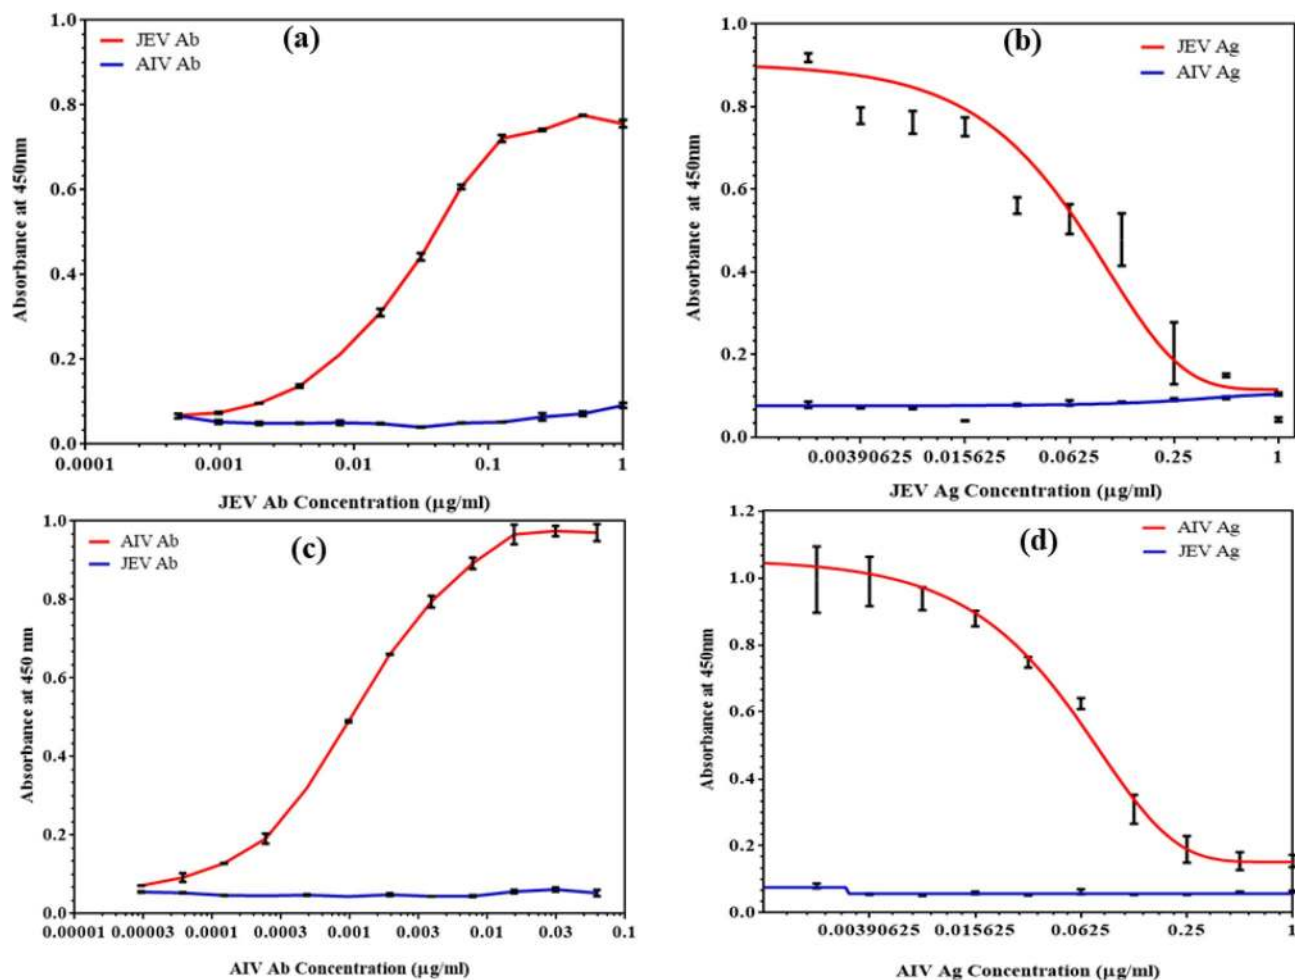 (a)
JEV Ab
AIV Ab
1.0
0.8
0.6
0.4
0.2
0.0
Absorbance at 450nm
0.0001
0.001
0.01
0.1
1
JEV Ab Concentration (µg/ml)
(b)
JEV Ag
AIV Ag
1.0
0.8
0.6
0.4
0.2
0.0
Absorbance at 450nm
0.00390625
0.015625
0.0625
0.25
1
JEV Ag Concentration (µg/ml)
(c)
AIV Ab
JEV Ab
1.0
0.8
0.6
0.4
0.2
0.0
Absorbance at 450 nm
0.00001
0.00003
0.0001
0.0003
0.001
0.003
0.01
0.03
0.1
AIV Ab Concentration (µg/ml)
(d)
AIV Ag
JEV Ag
1.2
1.0
0.8
0.6
0.4
0.2
0.0
Absorbance at 450nm
0.00390625
0.015625
0.0625
0.25
1
AIV Ag Concentration (µg/ml)